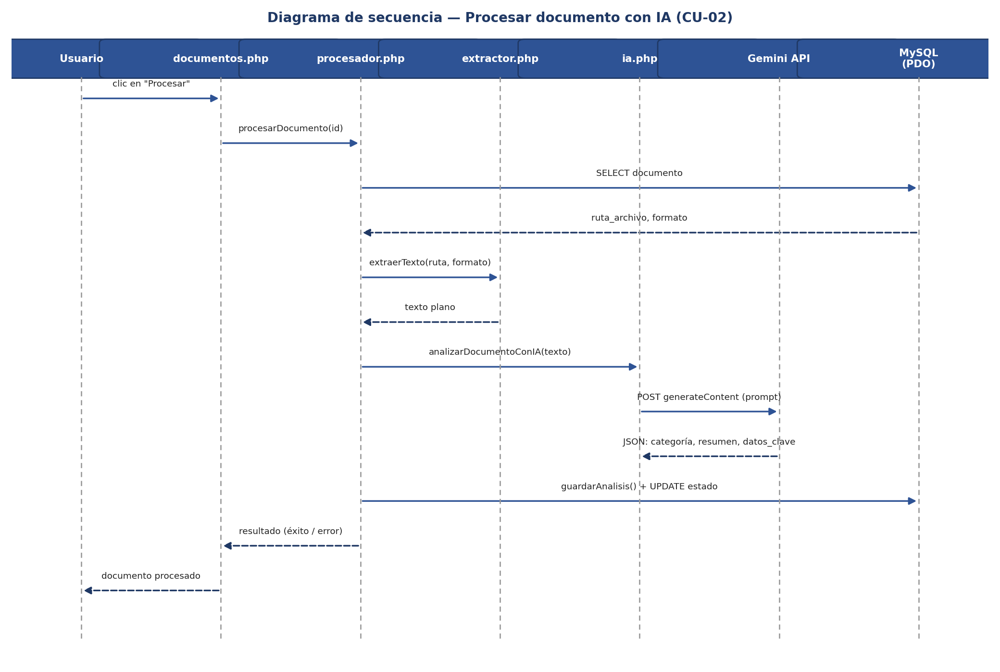 Diagrama de secuencia — Procesar documento con IA (CU-02)
Usuario
documentos.php
procesador.php
extractor.php
ia.php
Gemini API
MySQL
(PDO)
clic en "Procesar"
procesarDocumento(id)
SELECT documento
ruta_archivo, formato
extraerTexto(ruta, formato)
texto plano
analizarDocumentoConIA(texto)
POST generateContent (prompt)
JSON: categoría, resumen, datos_clave
guardarAnalisis() + UPDATE estado
resultado (éxito / error)
documento procesado